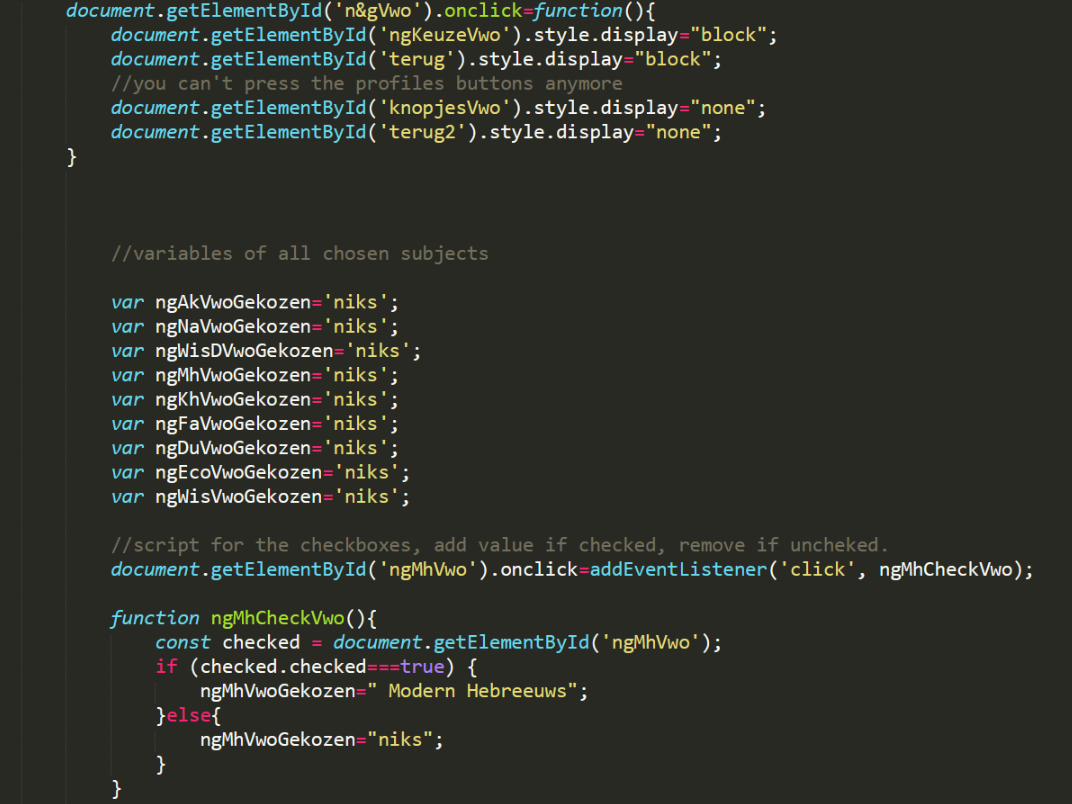 document.getElementById('n&gVwo').onclick=function(){
document.getElementById('ngKeuzeVwo').style.display="block";
document.getElementById('terug').style.display="block";
//you can't press the profiles buttons anymore
document.getElementById('knopjesVwo').style.display="none";
document.getElementById('terug2').style.display="none";
}
//variables of all chosen subjects
var ngAkVwoGekozen='niks';
var ngNaVwoGekozen='niks';
var ngWisDVwoGekozen='niks';
var ngMhVwoGekozen='niks';
var ngKhVwoGekozen='niks';
var ngFaVwoGekozen='niks';
var ngDuVwoGekozen='niks';
var ngEcoVwoGekozen='niks';
var ngWisVwoGekozen='niks';
//script for the checkboxes, add value if checked, remove if uncheked.
document.getElementById('ngMhVwo').onclick=addEventListener('click', ngMhCheckVwo);
function ngMhCheckVwo(){
const checked = document.getElementById('ngMhVwo');
if (checked.checked===true) {
ngMhVwoGekozen=" Modern Hebreeuws";
}else{
ngMhVwoGekozen="niks";
}
}